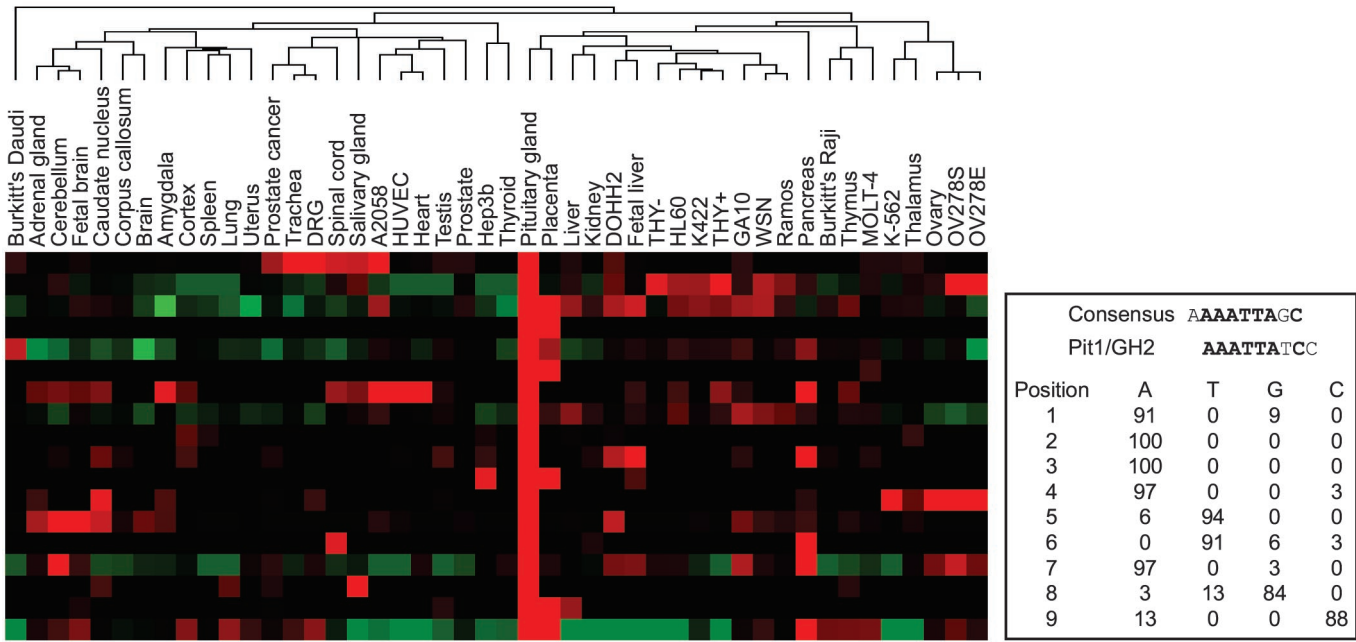 Burkitt's Daudi
Adrenal gland
Cerebellum
Fetal brain
Caudate nucleus
Corpus callosum
Brain
Amygdala
Cortex
Spleen
Lung
Uterus
Prostate cancer
Trachea
DRG
Spinal cord
Salivary gland
A2058
HUVEC
Heart
Testis
Prostate
Hep3b
Thyroid
Pituitary gland
Placenta
Liver
Kidney
DOHH2
Fetal liver
THY-
HL60
K422
THY+
GA10
WSN
Ramos
Pancreas
Burkitt's Raji
Thymus
MOLT-4
K-562
Thalamus
Ovary
OV278S
OV278E
Consensus AAAATTAGC
Pit1/GH2 AAATTATCC
Position A T G C
1 91 0 9 0
2 100 0 0 0
3 100 0 0 0
4 97 0 0 3
5 6 94 0 0
6 0 91 6 3
7 97 0 3 0
8 3 13 84 0
9 13 0 0 88